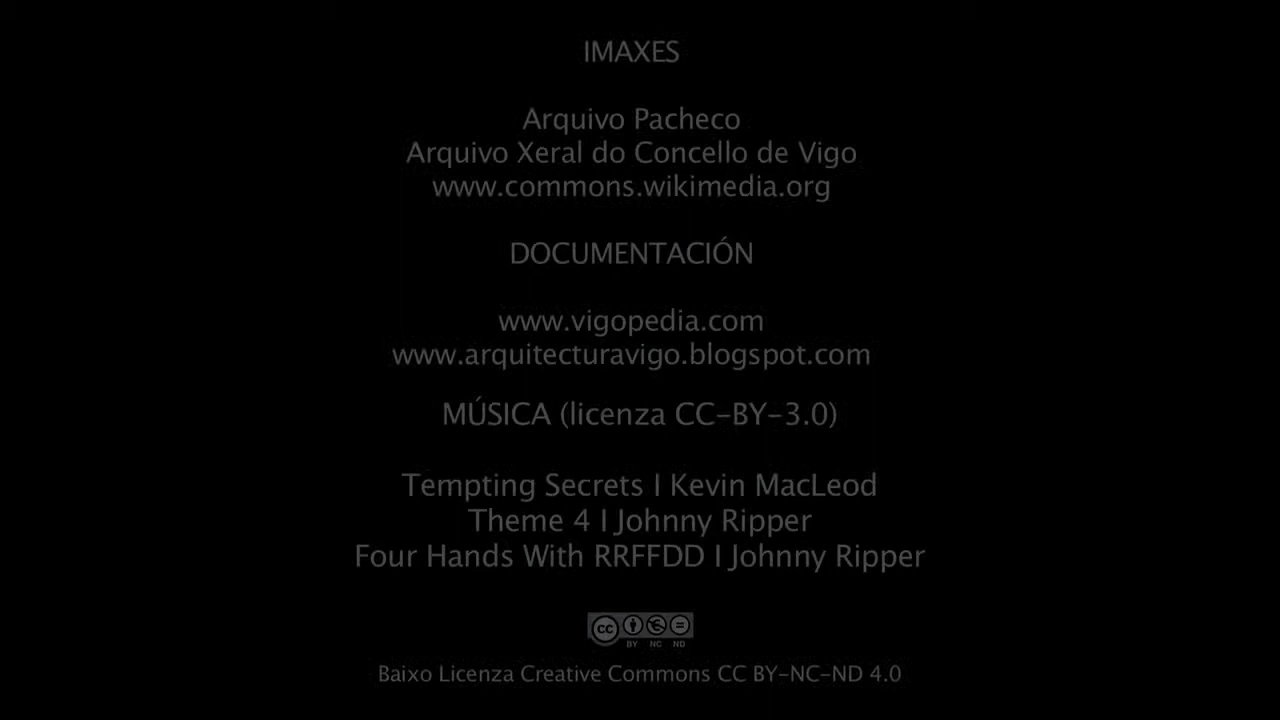 IMAXES
Arquivo Pacheco
Arquivo Xeral do Concello de Vigo
www.commons.wikimedia.org
DOCUMENTACIÓN
www.vigopedia.com
www.arquitecturavigo.blogspot.com
MÚSICA (licenza CC-BY-3.0)
Tempting Secrets I Kevin MacLeod
Theme 4 I Johnny Ripper
Four Hands With RRFFDD I Johnny Ripper
cc BY NC ND
Baixo Licenza Creative Commons CC BY-NC-ND 4.0